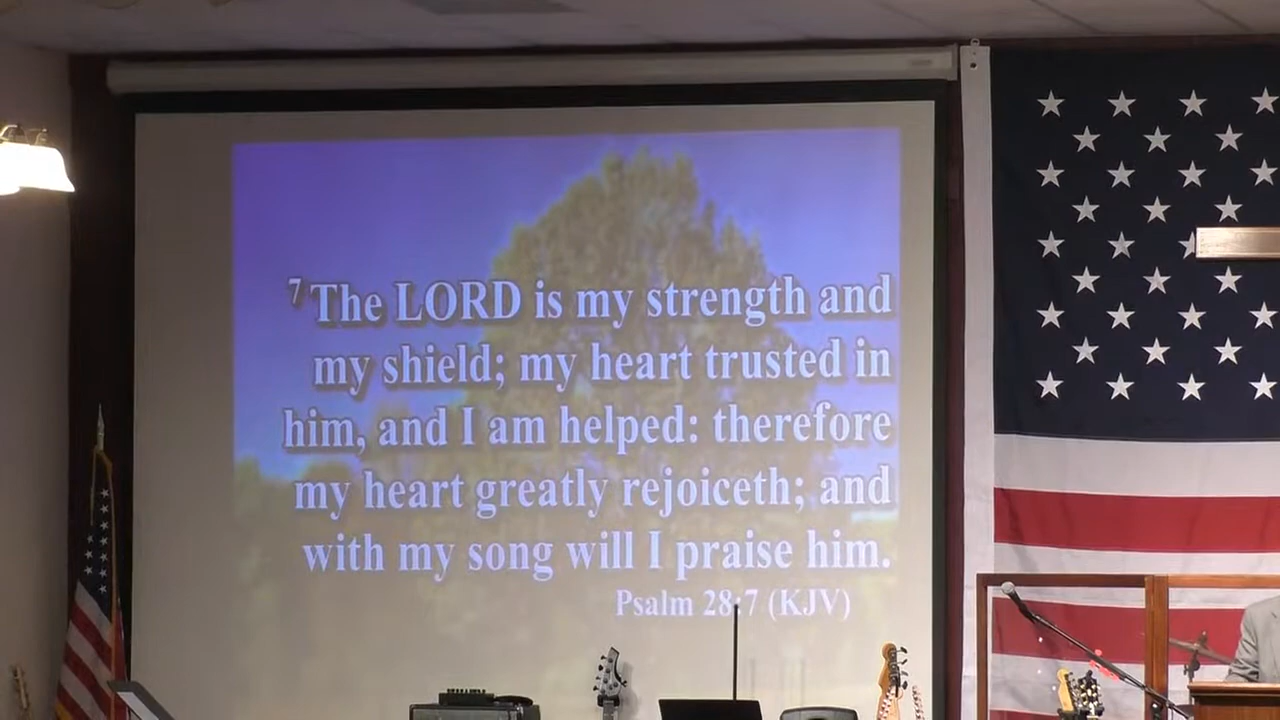 7 The LORD is my strength and
my shield; my heart trusted in
him, and I am helped: therefore
my heart greatly rejoiceth; and
with my song will I praise him.
Psalm 28:7 (KJV)